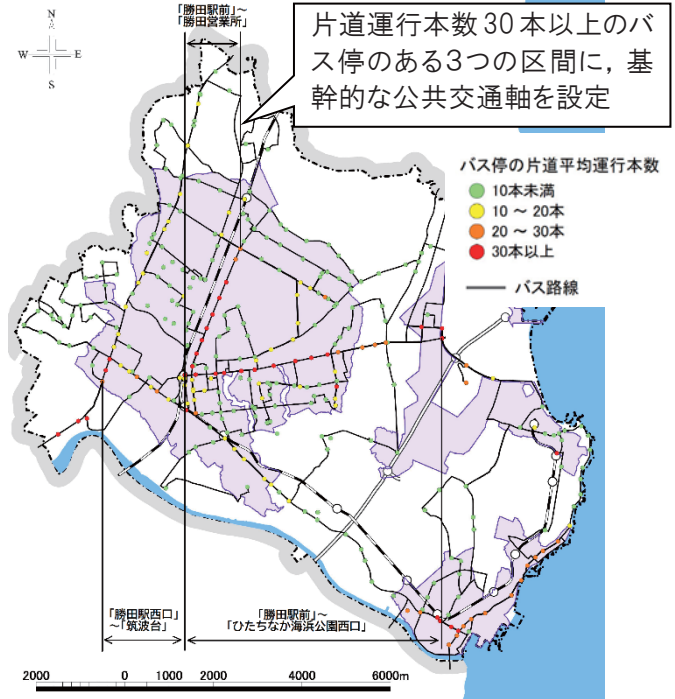 「勝田駅前」～
「勝田営業所」
片道運行本数30本以上のバ
ス停のある3つの区間に，基
幹的な公共交通軸を設定
N
W E
S
バス停の片道平均運行本数
10本未満
10 ～ 20本
20 ～ 30本
30本以上
バス路線
「勝田駅西口」
～「筑波台」
「勝田駅前」～
「ひたちなか海浜公園西口」
2000 0 1000 2000 4000 6000m